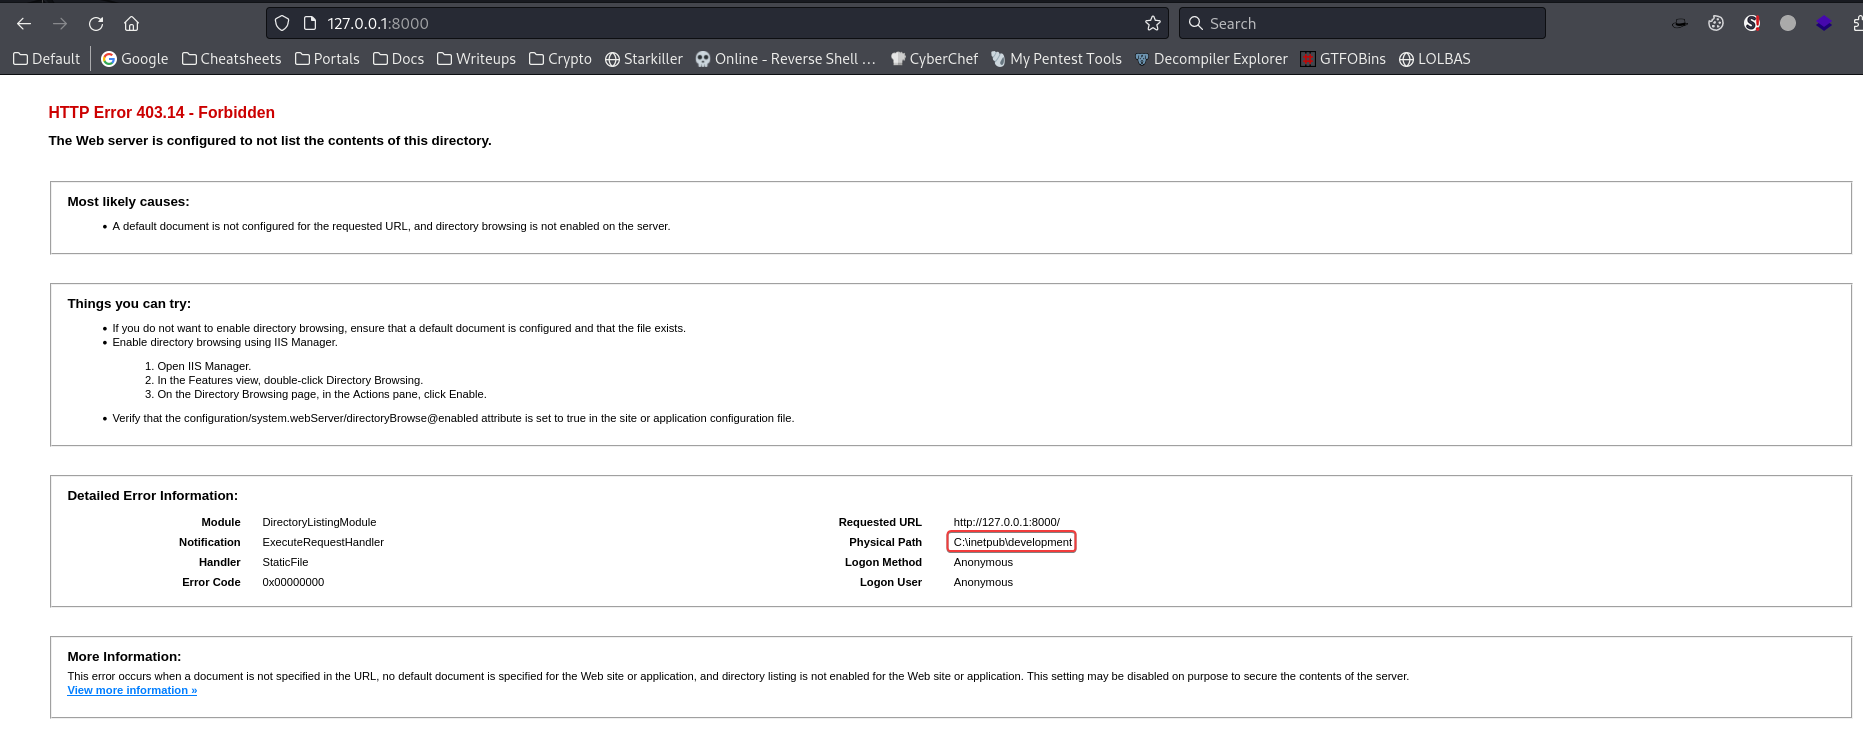 127.0.0.1:8000 Search
Default Google Cheatsheets Portals Docs Writeups Crypto Starkiller Online - Reverse Shell ... CyberChef My Pentest Tools Decompiler Explorer GTFOBins LOLBAS
HTTP Error 403.14 - Forbidden
The Web server is configured to not list the contents of this directory.
Most likely causes:
• A default document is not configured for the requested URL, and directory browsing is not enabled on the server.
Things you can try:
• If you do not want to enable directory browsing, ensure that a default document is configured and that the file exists.
• Enable directory browsing using IIS Manager.
1. Open IIS Manager.
2. In the Features view, double-click Directory Browsing.
3. On the Directory Browsing page, in the Actions pane, click Enable.
• Verify that the configuration/system.webServer/directoryBrowse@enabled attribute is set to true in the site or application configuration file.
Detailed Error Information:
Module DirectoryListingModule
Notification ExecuteRequestHandler
Handler StaticFile
Error Code 0x00000000
Requested URL http://127.0.0.1:8000/
Physical Path C:\inetpub\development
Logon Method Anonymous
Logon User Anonymous
More Information:
This error occurs when a document is not specified in the URL, no default document is specified for the Web site or application, and directory listing is not enabled for the Web site or application. This setting may be disabled on purpose to secure the contents of the server.
View more information »